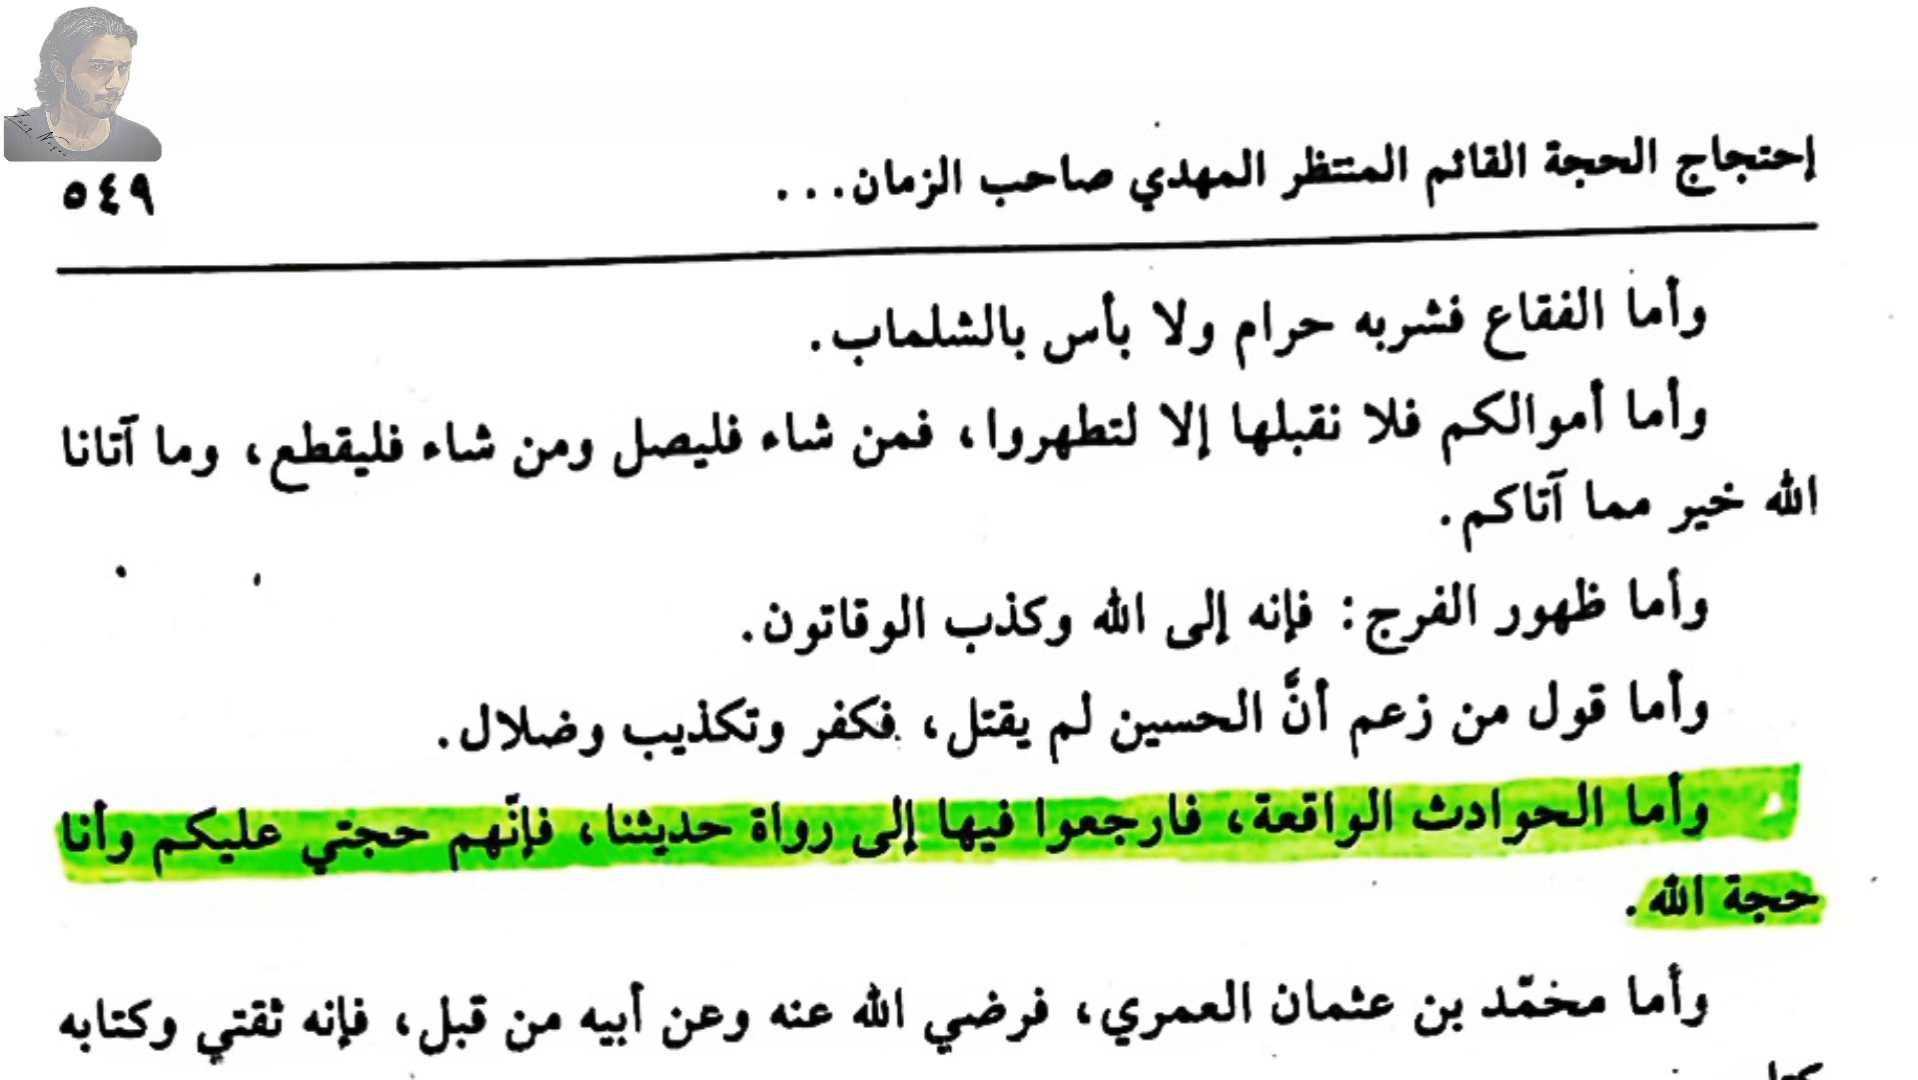 إحتجاج الحجة القائم المنتظر المهدي صاحب الزمان...
٥٤٩
وأما الفقاع فشربه حرام ولا بأس بالشلماب.
وأما أموالكم فلا نقبلها إلا لتطهروا، فمن شاء فليصل ومن شاء فليقطع، وما آتانا
الله خير مما آتاكم.
وأما ظهور الفرج: فإنه إلى الله وكذب الوقاتون.
وأما قول من زعم أنَّ الحسين لم يقتل، فكفر وتكذيب وضلال.
وأما الحوادث الواقعة، فارجعوا فيها إلى رواة حديثنا، فإنّهم حجتي عليكم وأنا
حجة الله.
وأما مخمّد بن عثمان العمري، فرضي الله عنه وعن أبيه من قبل، فإنه ثقتي وكتابه